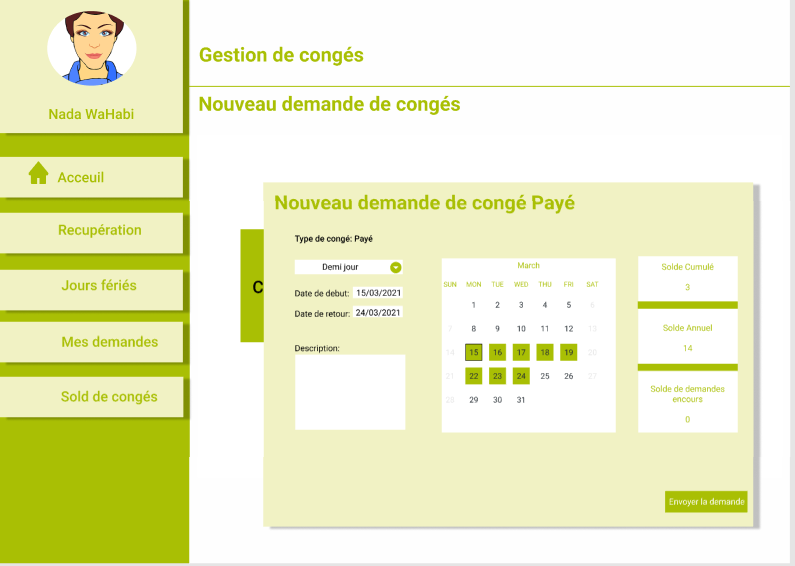 Nada WaHabi
Acceuil
Recupération
Jours fériés
Mes demandes
Sold de congés
Gestion de congés
Nouveau demande de congés
C
Nouveau demande de congé Payé
Type de congé: Payé
Demi jour
Date de debut: 15/03/2021
Date de retour: 24/03/2021
Description:
March
SUN MON TUE WED THU FRI SAT
1 2 3 4 5 6
7 8 9 10 11 12 13
14 15 16 17 18 19 20
21 22 23 24 25 26 27
28 29 30 31
Solde Cumulé
3
Solde Annuel
14
Solde de demandes
encours
0
Envoyer la demande